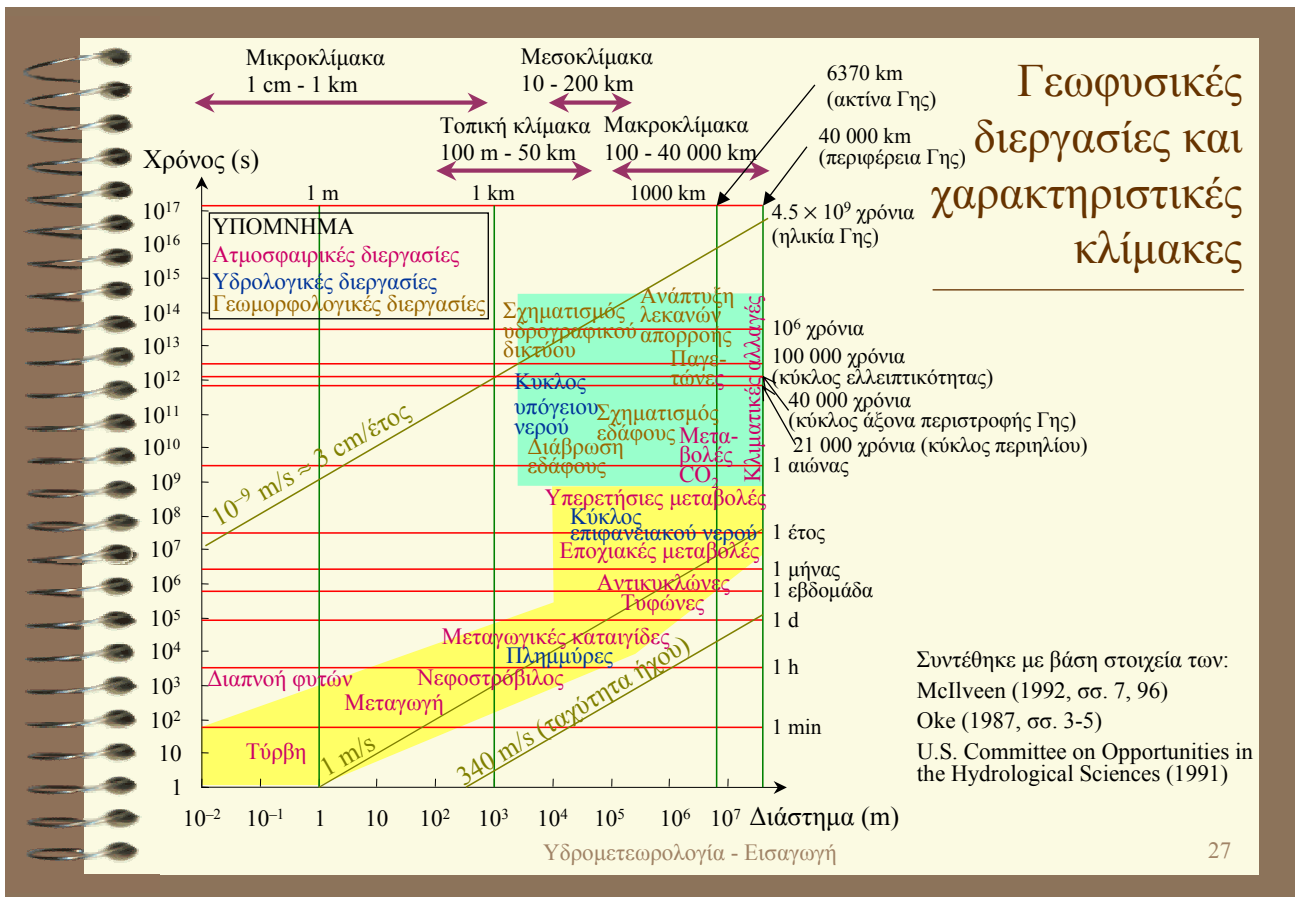 Γεωφυσικές
διεργασίες και
χαρακτηριστικές
κλίμακες
Μικροκλίμακα
1 cm - 1 km
Μεσοκλίμακα
10 - 200 km
Τοπική κλίμακα
100 m - 50 km
Μακροκλίμακα
100 - 40 000 km
6370 km
(ακτίνα Γης)
40 000 km
(περιφέρεια Γης)
Χρόνος (s)
1 m
1 km
1000 km
10¹⁷
10¹⁶
10¹⁵
10¹⁴
10¹³
10¹²
10¹¹
10¹⁰
10⁹
10⁸
10⁷
10⁶
10⁵
10⁴
10³
10²
10
1
ΥΠΟΜΝΗΜΑ
Ατμοσφαιρικές διεργασίες
Υδρολογικές διεργασίες
Γεωμορφολογικές διεργασίες
Σχηματισμός
υδρογραφικού
δικτύου
Ανάπτυξη
λεκανών
απορροής
Παγε-
τώνες
Κλιματικές αλλαγές
Κύκλος
υπόγειου
νερού
Σχηματισμός
εδάφους
Διάβρωση
εδάφους
Μετα-
βολές
CO₂
Υπερετήσιες μεταβολές
Κύκλος
επιφανειακού νερού
Εποχιακές μεταβολές
Αντικυκλώνες
Τυφώνες
Μεταγωγικές καταιγίδες
Πλημμύρες
Διαπνοή φυτών
Νεφοστρόβιλος
Μεταγωγή
Τύρβη
10⁻⁹ m/s ≈ 3 cm/έτος
1 m/s
340 m/s (ταχύτητα ήχου)
4.5 × 10⁹ χρόνια
(ηλικία Γης)
10⁶ χρόνια
100 000 χρόνια
(κύκλος ελλειπτικότητας)
40 000 χρόνια
(κύκλος άξονα περιστροφής Γης)
21 000 χρόνια (κύκλος περιηλίου)
1 αιώνας
1 έτος
1 μήνας
1 εβδομάδα
1 d
1 h
1 min
10⁻² 10⁻¹ 1 10 10² 10³ 10⁴ 10⁵ 10⁶ 10⁷ Διάστημα (m)
Συντέθηκε με βάση στοιχεία των:
McIlveen (1992, σσ. 7, 96)
Oke (1987, σσ. 3-5)
U.S. Committee on Opportunities in
the Hydrological Sciences (1991)
Υδρομετεωρολογία - Εισαγωγή
27